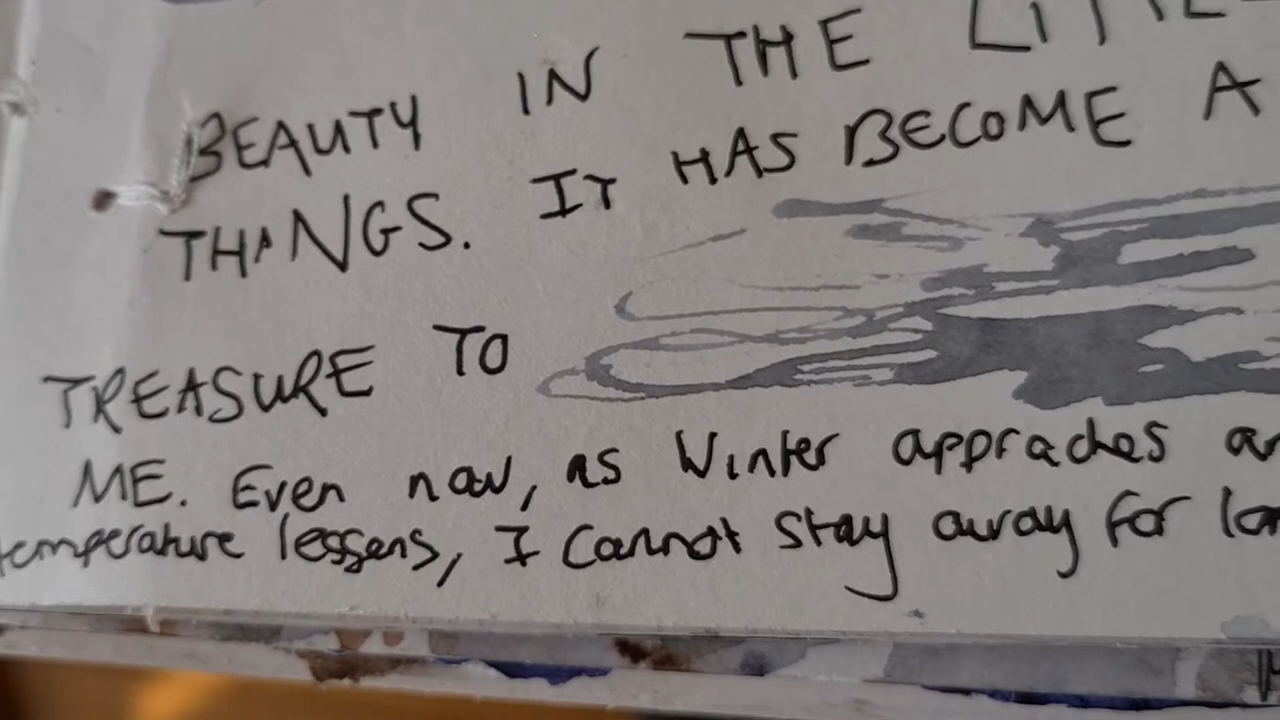 BEAUTY IN THE
THINGS. IT HAS BECOME A
TREASURE TO
ME. Even now, as Winter appraches
temperature lessens, I Cannot stay away for